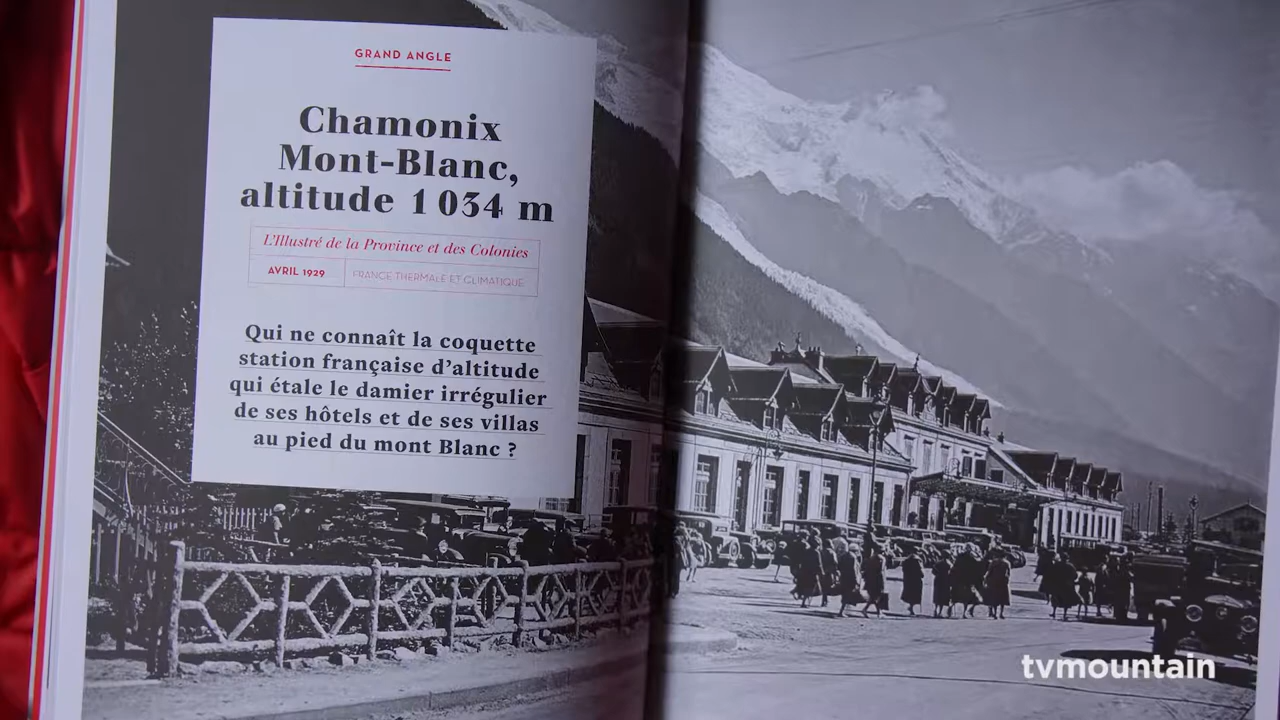 GRAND ANGLE
Chamonix
Mont-Blanc,
altitude 1 034 m
L'Illustré de la Province et des Colonies
AVRIL 1929
FRANCE THERMALE ET CLIMATIQUE
Qui ne connaît la coquette
station française d'altitude
qui étale le damier irrégulier
de ses hôtels et de ses villas
au pied du mont Blanc ?
tvmountain